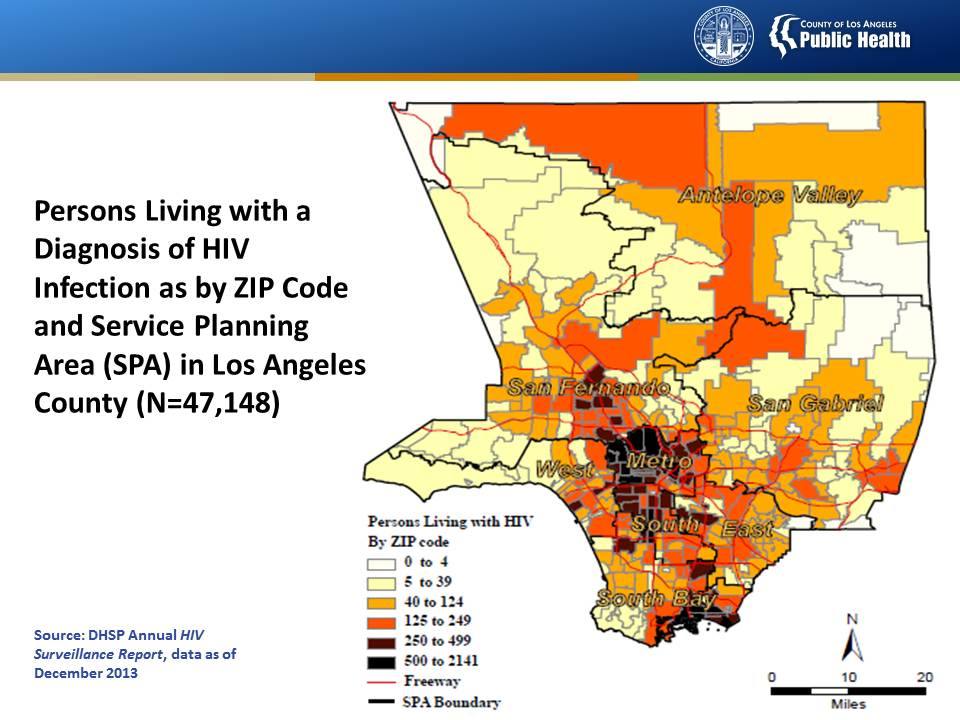 COUNTY OF LOS ANGELES
Public Health
Persons Living with a
Diagnosis of HIV
Infection as by ZIP Code
and Service Planning
Area (SPA) in Los Angeles
County (N=47,148)
Antelope Valley
San Fernando
San Gabriel
West
Metro
South
East
South Bay
Persons Living with HIV
By ZIP code
0 to 4
5 to 39
40 to 124
125 to 249
250 to 499
500 to 2141
Freeway
SPA Boundary
Source: DHSP Annual HIV
Surveillance Report, data as of
December 2013
N
0 10 20
Miles